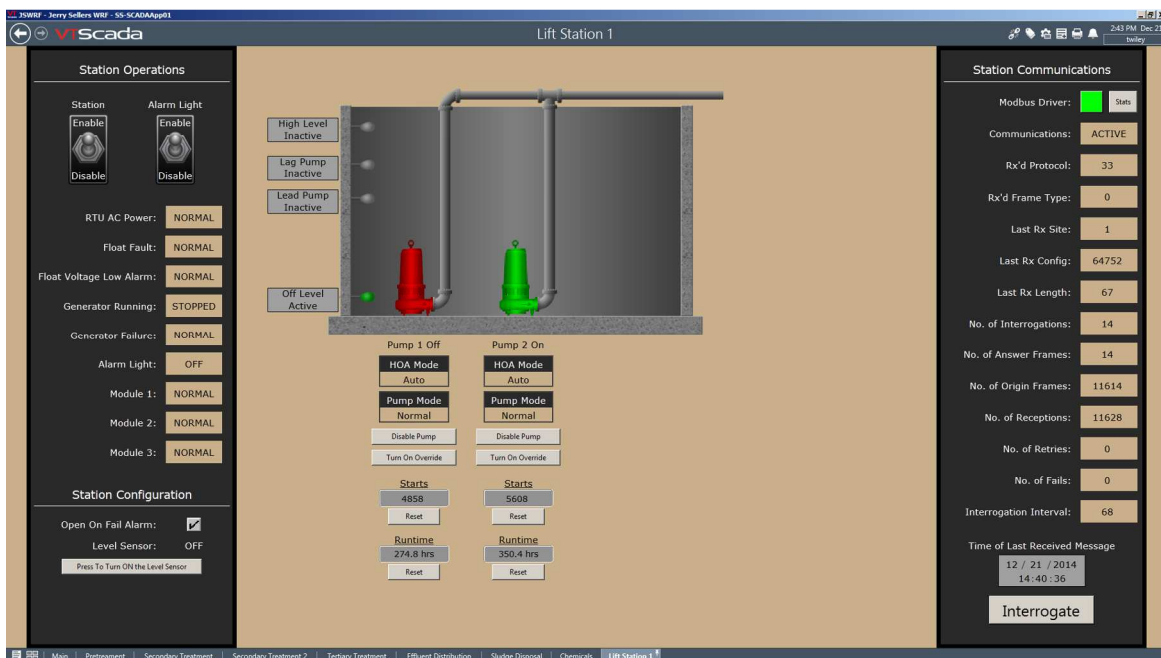 JSWRF - Jerry Sellers WRF - SS-SCADAApp01
VTScada
Lift Station 1
2:43 PM Dec 21
twiley
Station Operations
Station Alarm Light
Enable Enable
Disable Disable
RTU AC Power: NORMAL
Float Fault: NORMAL
Float Voltage Low Alarm: NORMAL
Generator Running: STOPPED
Generator Failure: NORMAL
Alarm Light: OFF
Module 1: NORMAL
Module 2: NORMAL
Module 3: NORMAL
Station Configuration
Open On Fail Alarm:
Level Sensor: OFF
Press To Turn ON the Level Sensor
High Level
Inactive
Lag Pump
Inactive
Lead Pump
Inactive
Off Level
Active
Pump 1 Off Pump 2 On
HOA Mode HOA Mode
Auto Auto
Pump Mode Pump Mode
Normal Normal
Disable Pump Disable Pump
Turn On Override Turn On Override
Starts Starts
4858 5608
Reset Reset
Runtime Runtime
274.8 hrs 350.4 hrs
Reset Reset
Station Communications
Modbus Driver: Stats
Communications: ACTIVE
Rx'd Protocol: 33
Rx'd Frame Type: 0
Last Rx Site: 1
Last Rx Config: 64752
Last Rx Length: 67
No. of Interrogations: 14
No. of Answer Frames: 14
No. of Origin Frames: 11614
No. of Receptions: 11628
No. of Retries: 0
No. of Fails: 0
Interrogation Interval: 68
Time of Last Received Message
12 / 21 / 2014
14:40:36
Interrogate
Main Pretreament Secondary Treatment Secondary Treatment 2 Tertiary Treatment Effluent Distribution Sludge Disposal Chemicals Lift Station 1